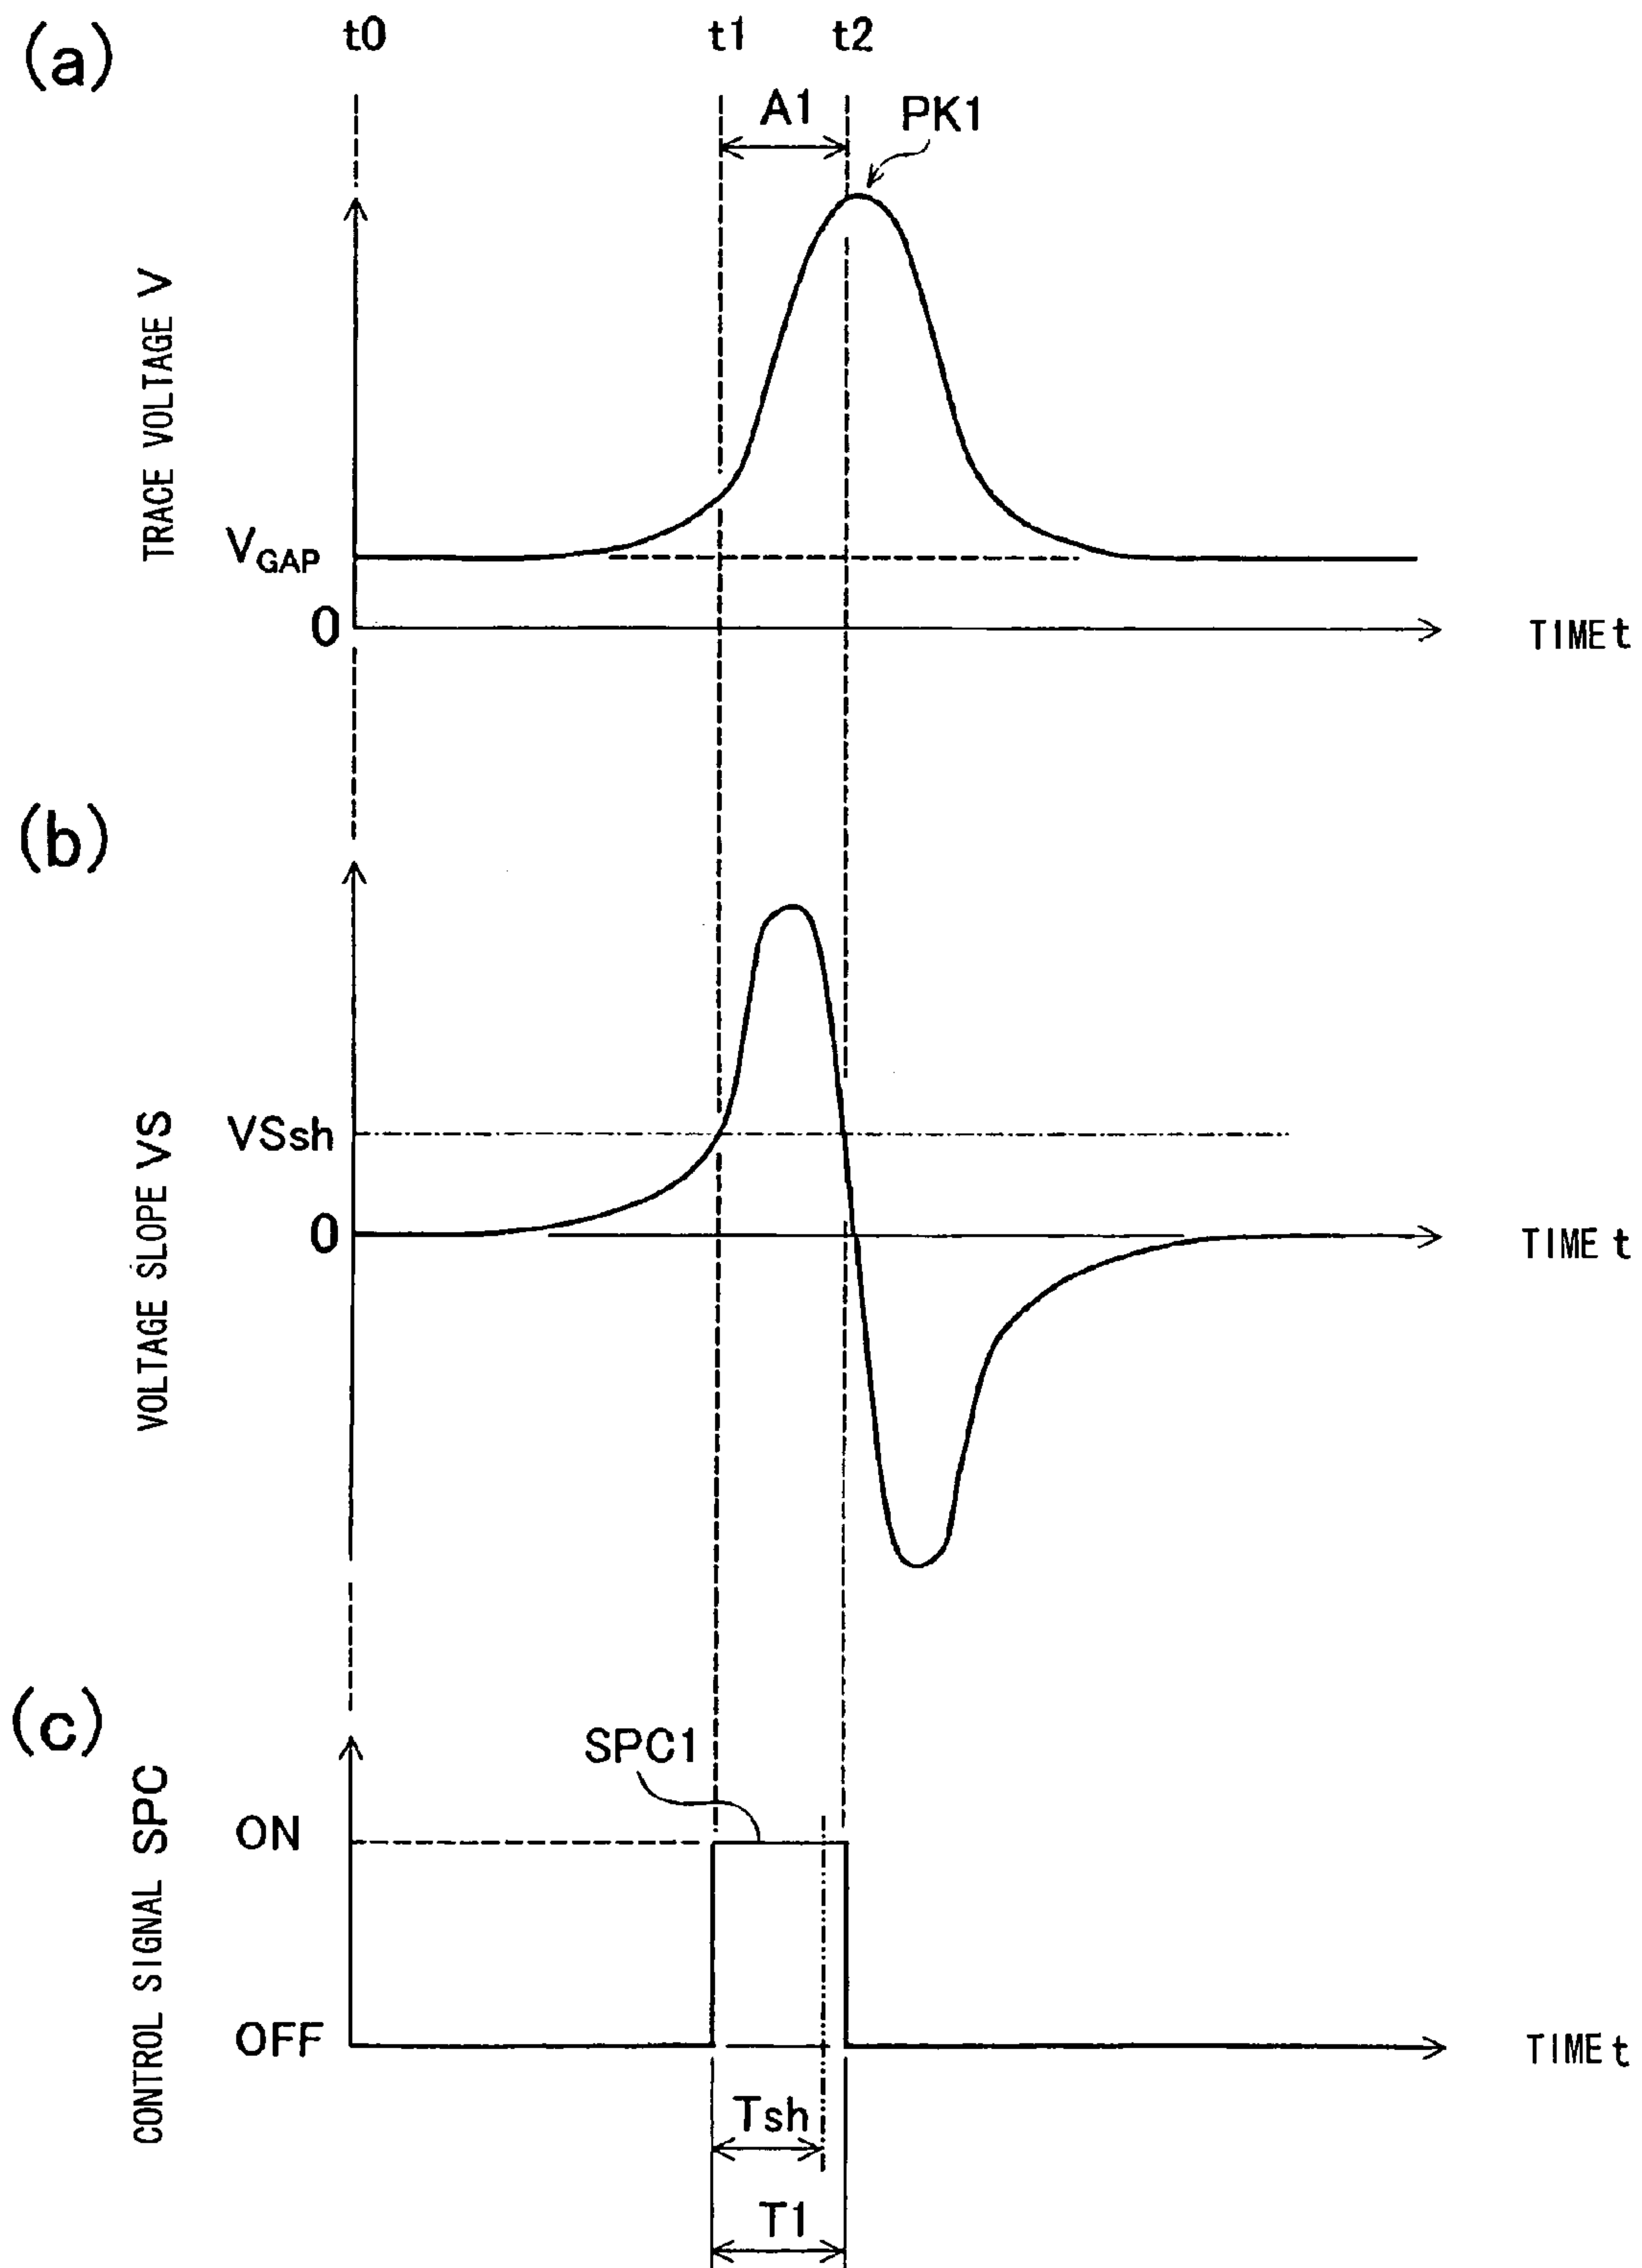 (a)
t0 t1 t2
A1 PK1
TRACE VOLTAGE V
VGAP
0
TIME t
(b)
VOLTAGE SLOPE VS
VSsh
0
TIME t
(c)
CONTROL SIGNAL SPC
SPC1
ON
OFF
TIME t
Tsh
T1